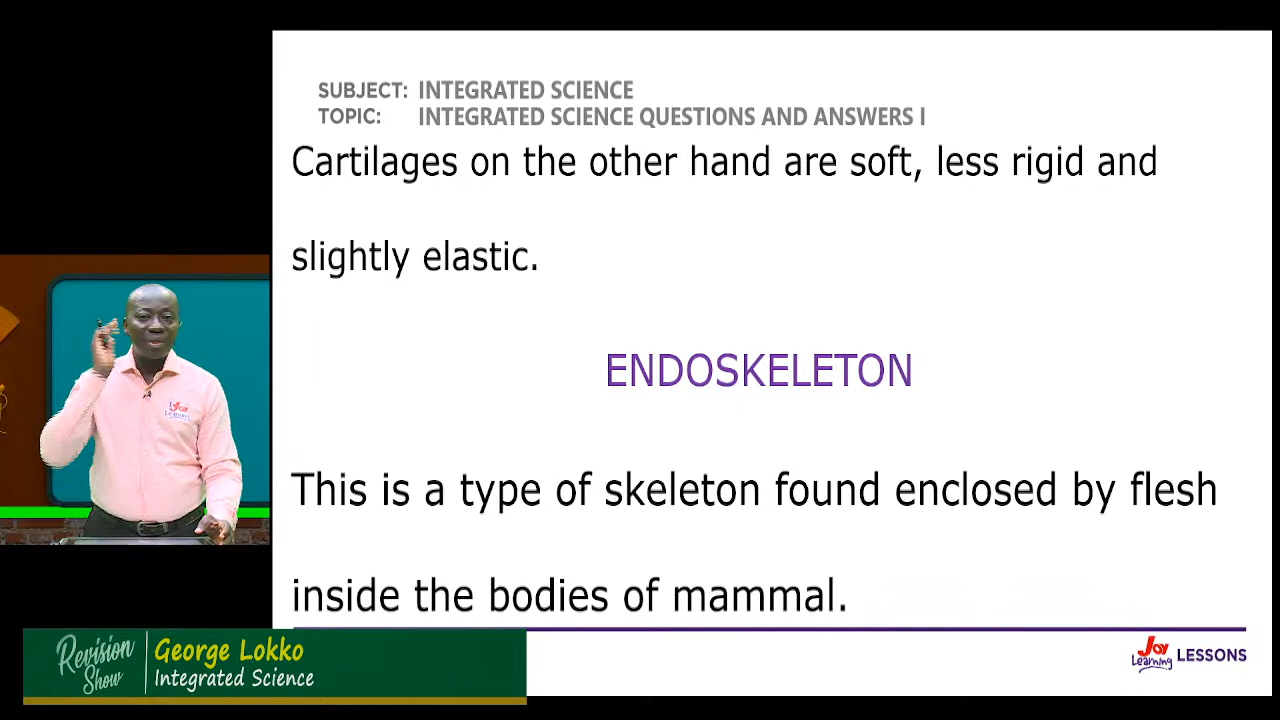 SUBJECT: INTEGRATED SCIENCE
TOPIC: INTEGRATED SCIENCE QUESTIONS AND ANSWERS I
Cartilages on the other hand are soft, less rigid and
slightly elastic.
ENDOSKELETON
This is a type of skeleton found enclosed by flesh
inside the bodies of mammal.
Joy
Learning
Revision
Show
George Lokko
Integrated Science
Joy
Learning LESSONS